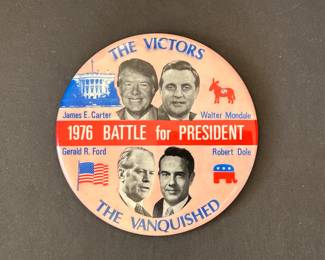 THE VICTORS
James E. Carter
Walter Mondale
1976 BATTLE for PRESIDENT
Gerald R. Ford
Robert Dole
THE VANQUISHED